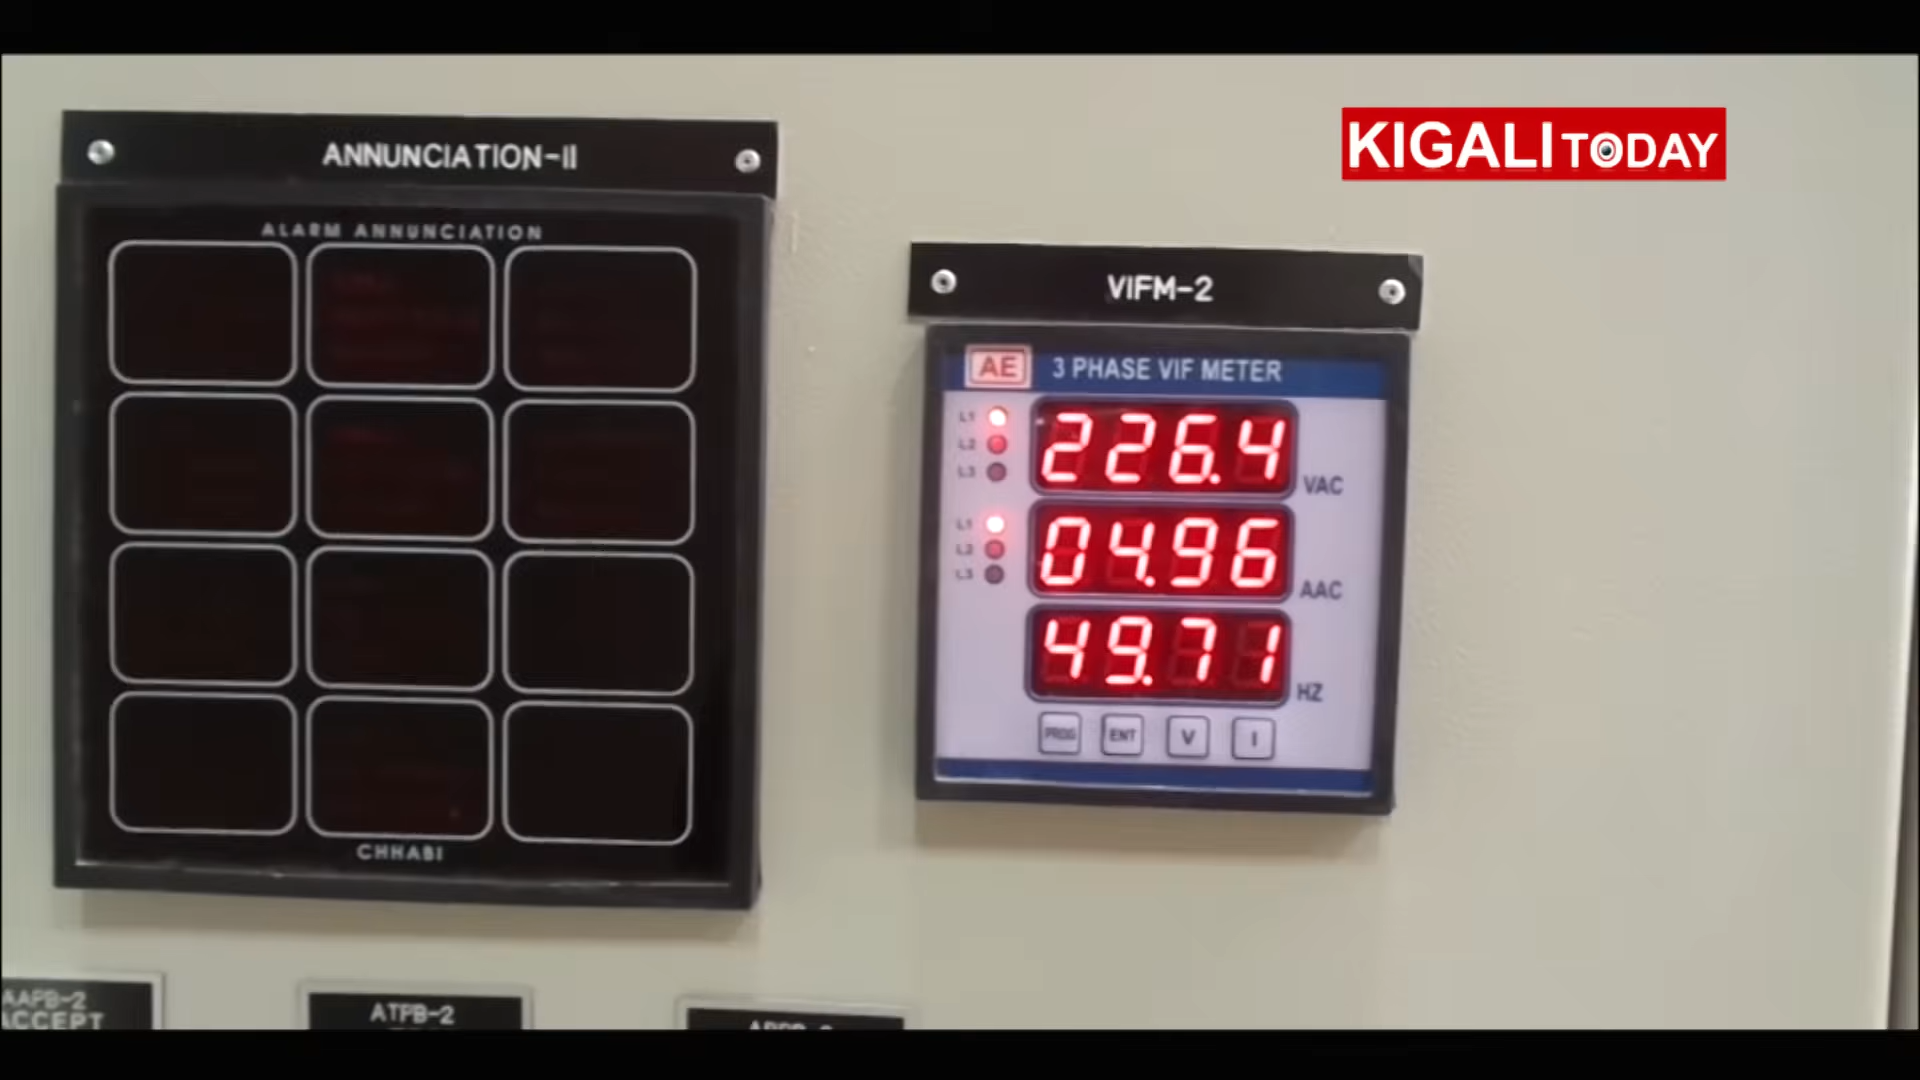 KIGALI TODAY
ANNUNCIATION-II
ALARM ANNUNCIATION
CHHABI
VIFM-2
AE 3 PHASE VIF METER
L1
L2
L3
226.4 VAC
L1
L2
L3
04.96 AAC
49.71 HZ
PROG ENT V I
AAPB-2
ACCEPT
ATPB-2